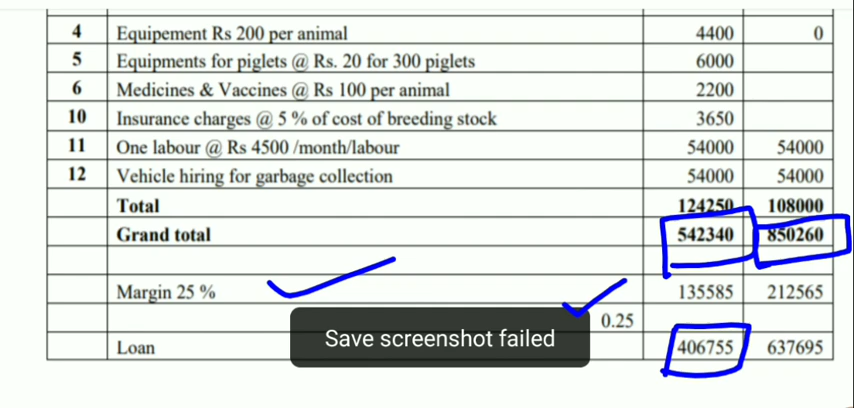 4 Equipement Rs 200 per animal 4400 0
5 Equipments for piglets @ Rs. 20 for 300 piglets 6000
6 Medicines & Vaccines @ Rs 100 per animal 2200
10 Insurance charges @ 5 % of cost of breeding stock 3650
11 One labour @ Rs 4500 /month/labour 54000 54000
12 Vehicle hiring for garbage collection 54000 54000
Total 124250 108000
Grand total 542340 850260
Margin 25 % 135585 212565
0.25
Save screenshot failed
Loan 406755 637695